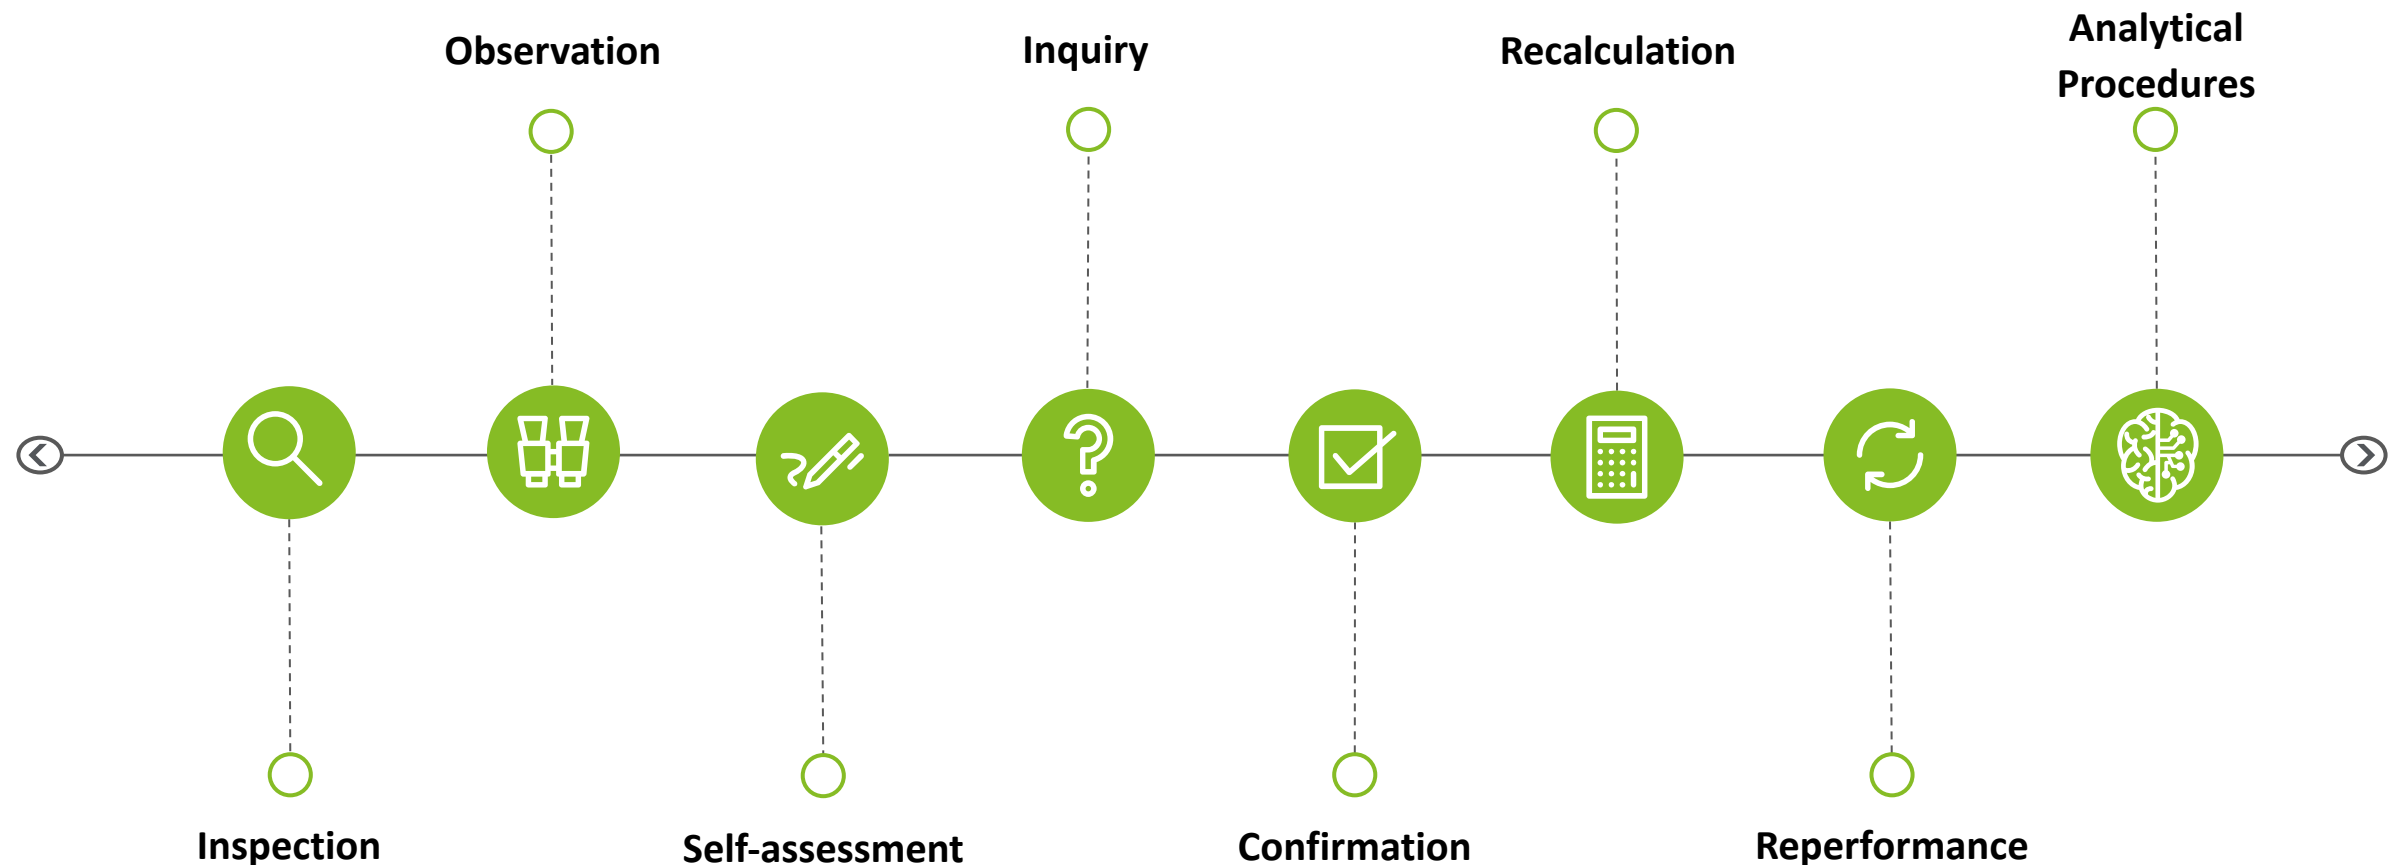 Observation
Inquiry
Recalculation
Analytical
Procedures
Inspection
Self-assessment
Confirmation
Reperformance